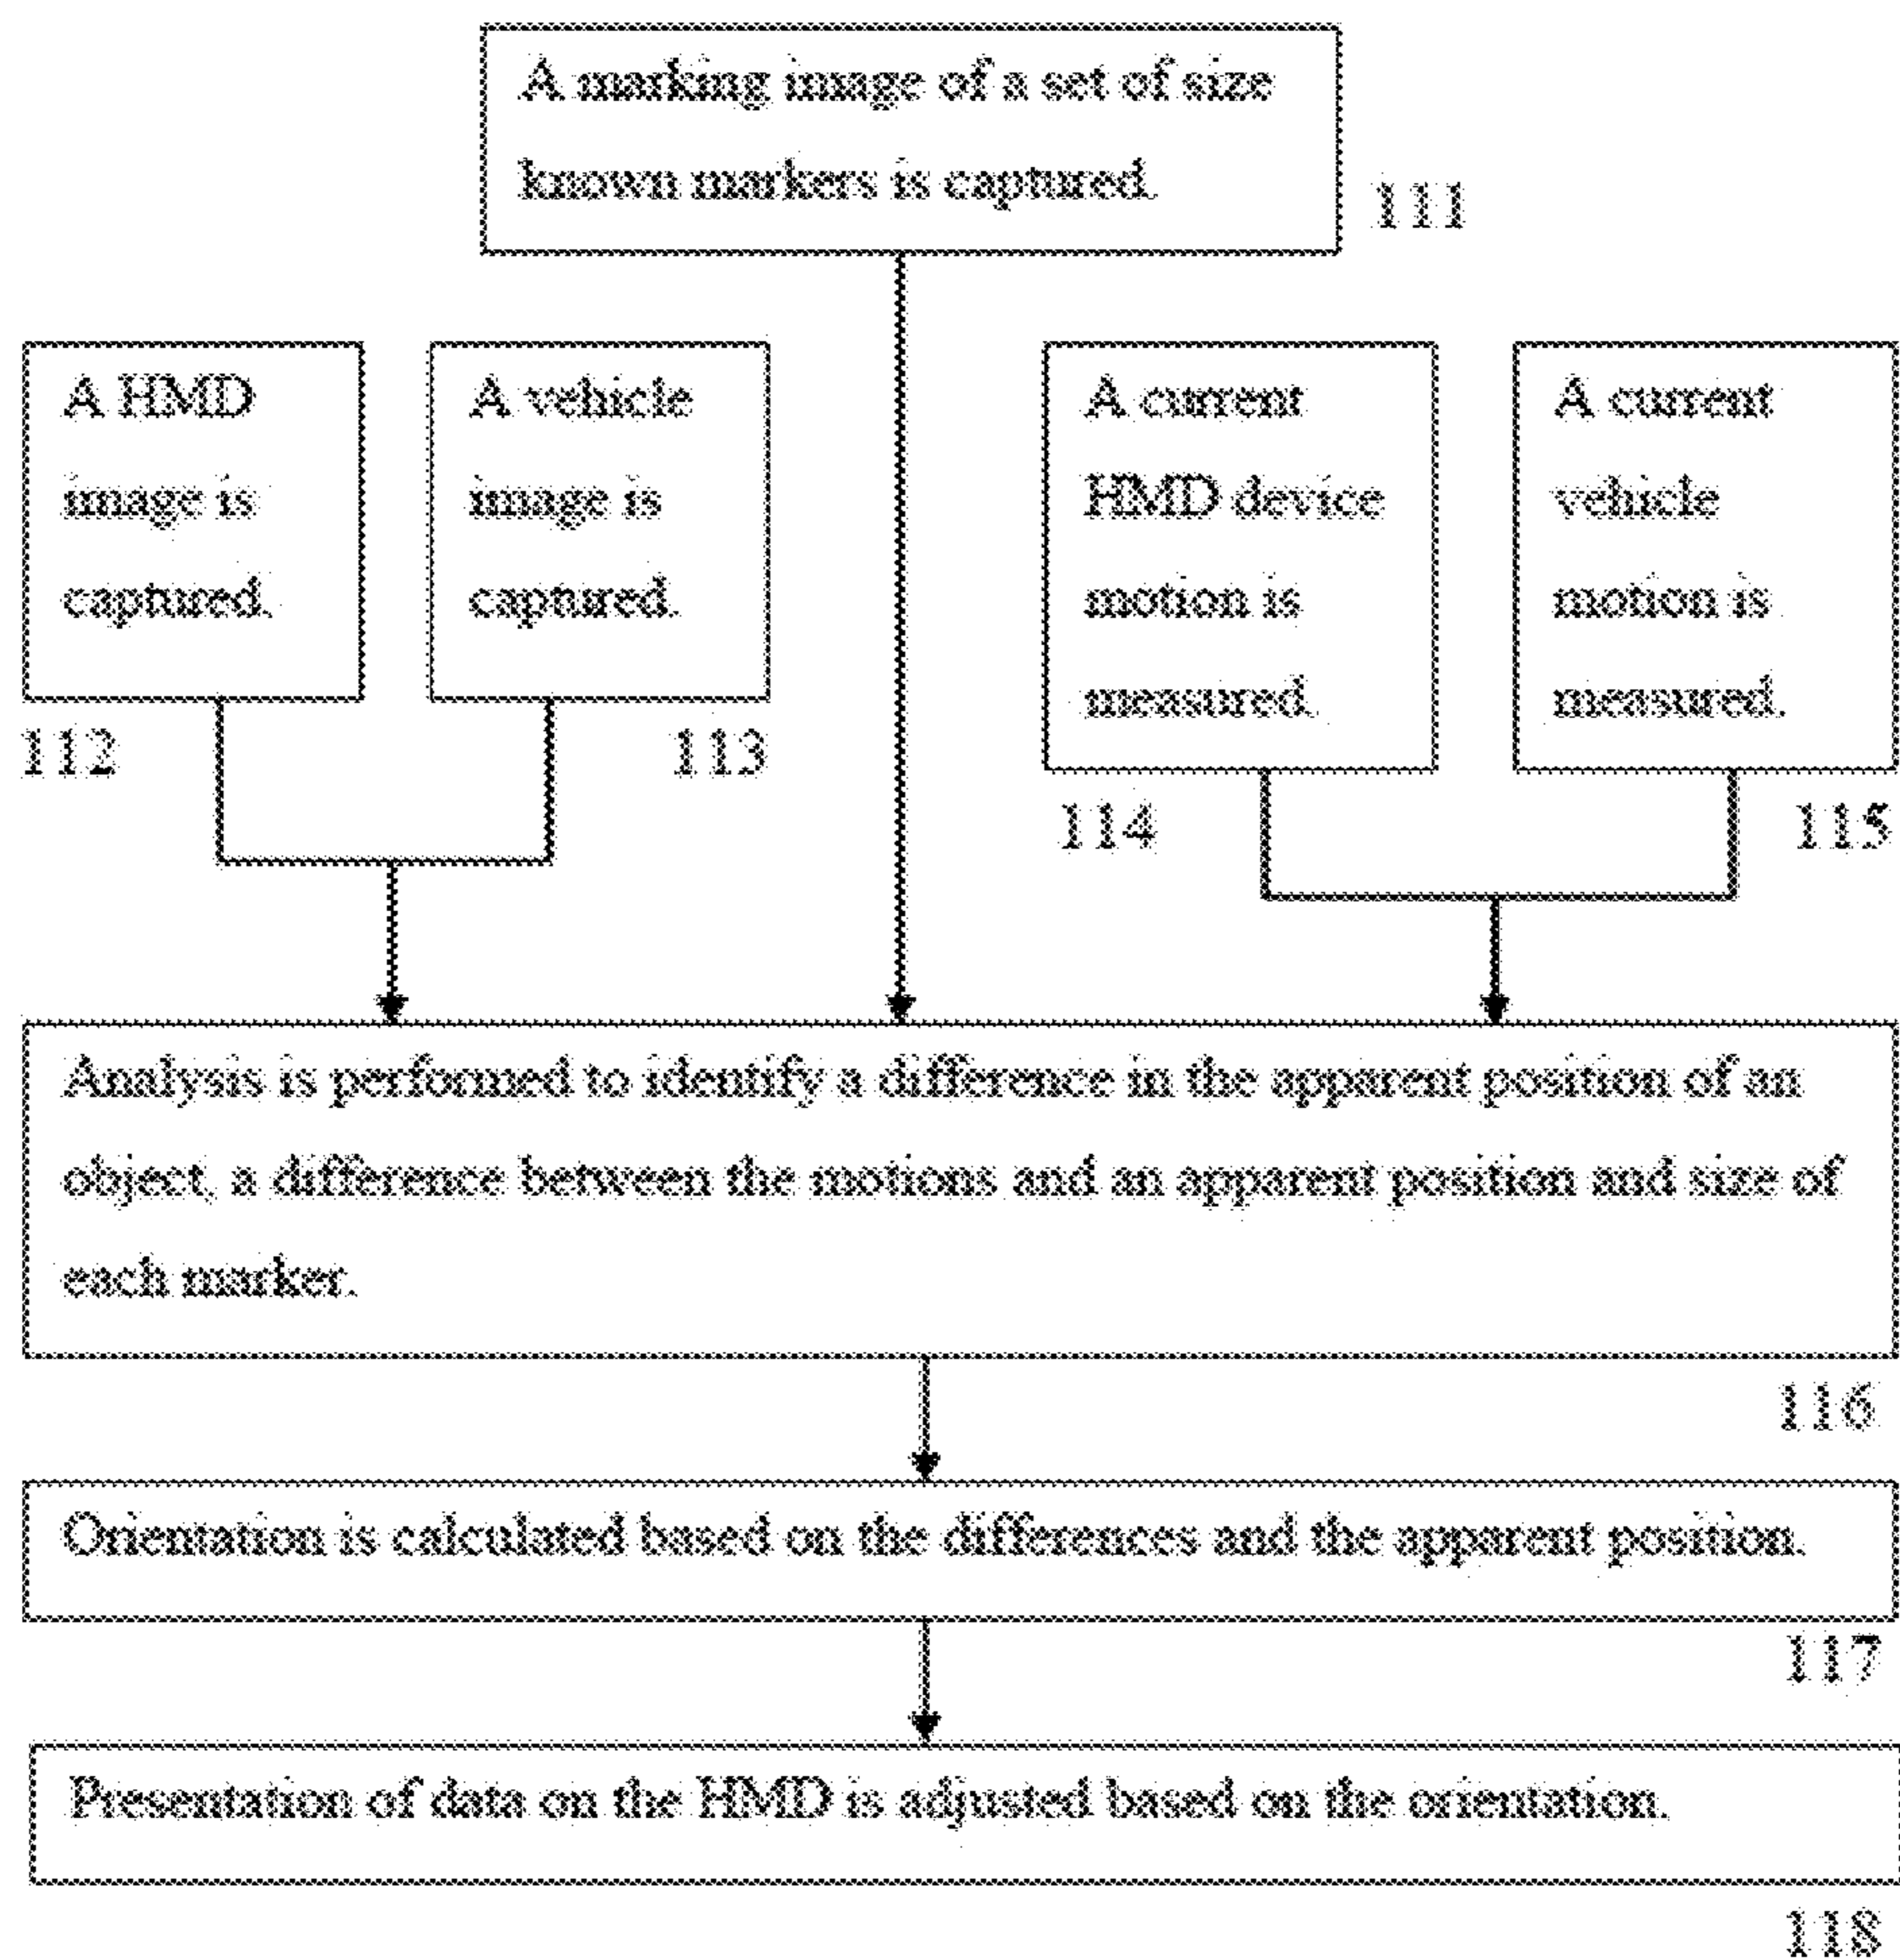 A marking image of a set of size
known markers is captured.
111
A HMD
image is
captured.
112
A vehicle
image is
captured.
113
A current
HMD device
motion is
measured.
114
A current
vehicle
motion is
measured.
115
Analysis is performed to identify a difference in the apparent position of an
object, a difference between the motions and an apparent position and size of
each marker.
116
Orientation is calculated based on the differences and the apparent position.
117
Presentation of data on the HMD is adjusted based on the orientation.
118